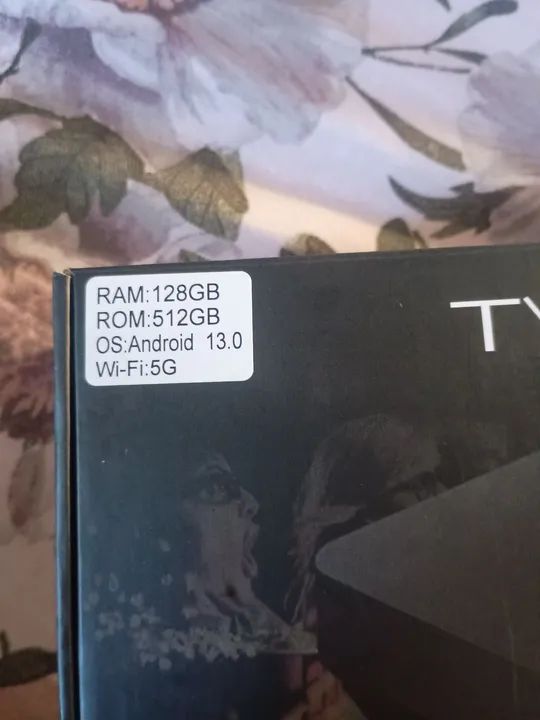 RAM:128GB
ROM:512GB
OS:Android 13.0
Wi-Fi:5G